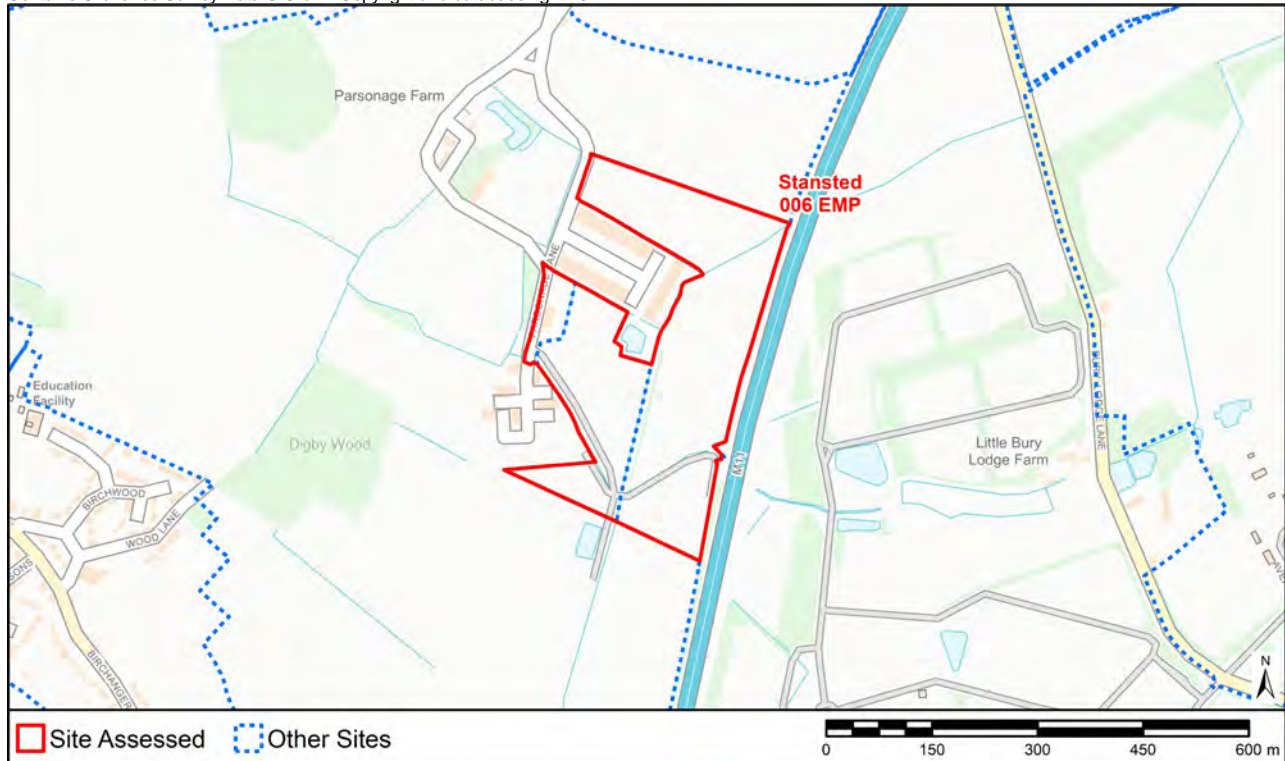 Parsonage Farm
Stansted
006 EMP
Education
Facility
Digby Wood
BIRCHWOOD
WOOD LANE
BIRCHANGER
M11
Little Bury
Lodge Farm
N
Site Assessed
Other Sites
0 150 300 450 600 m